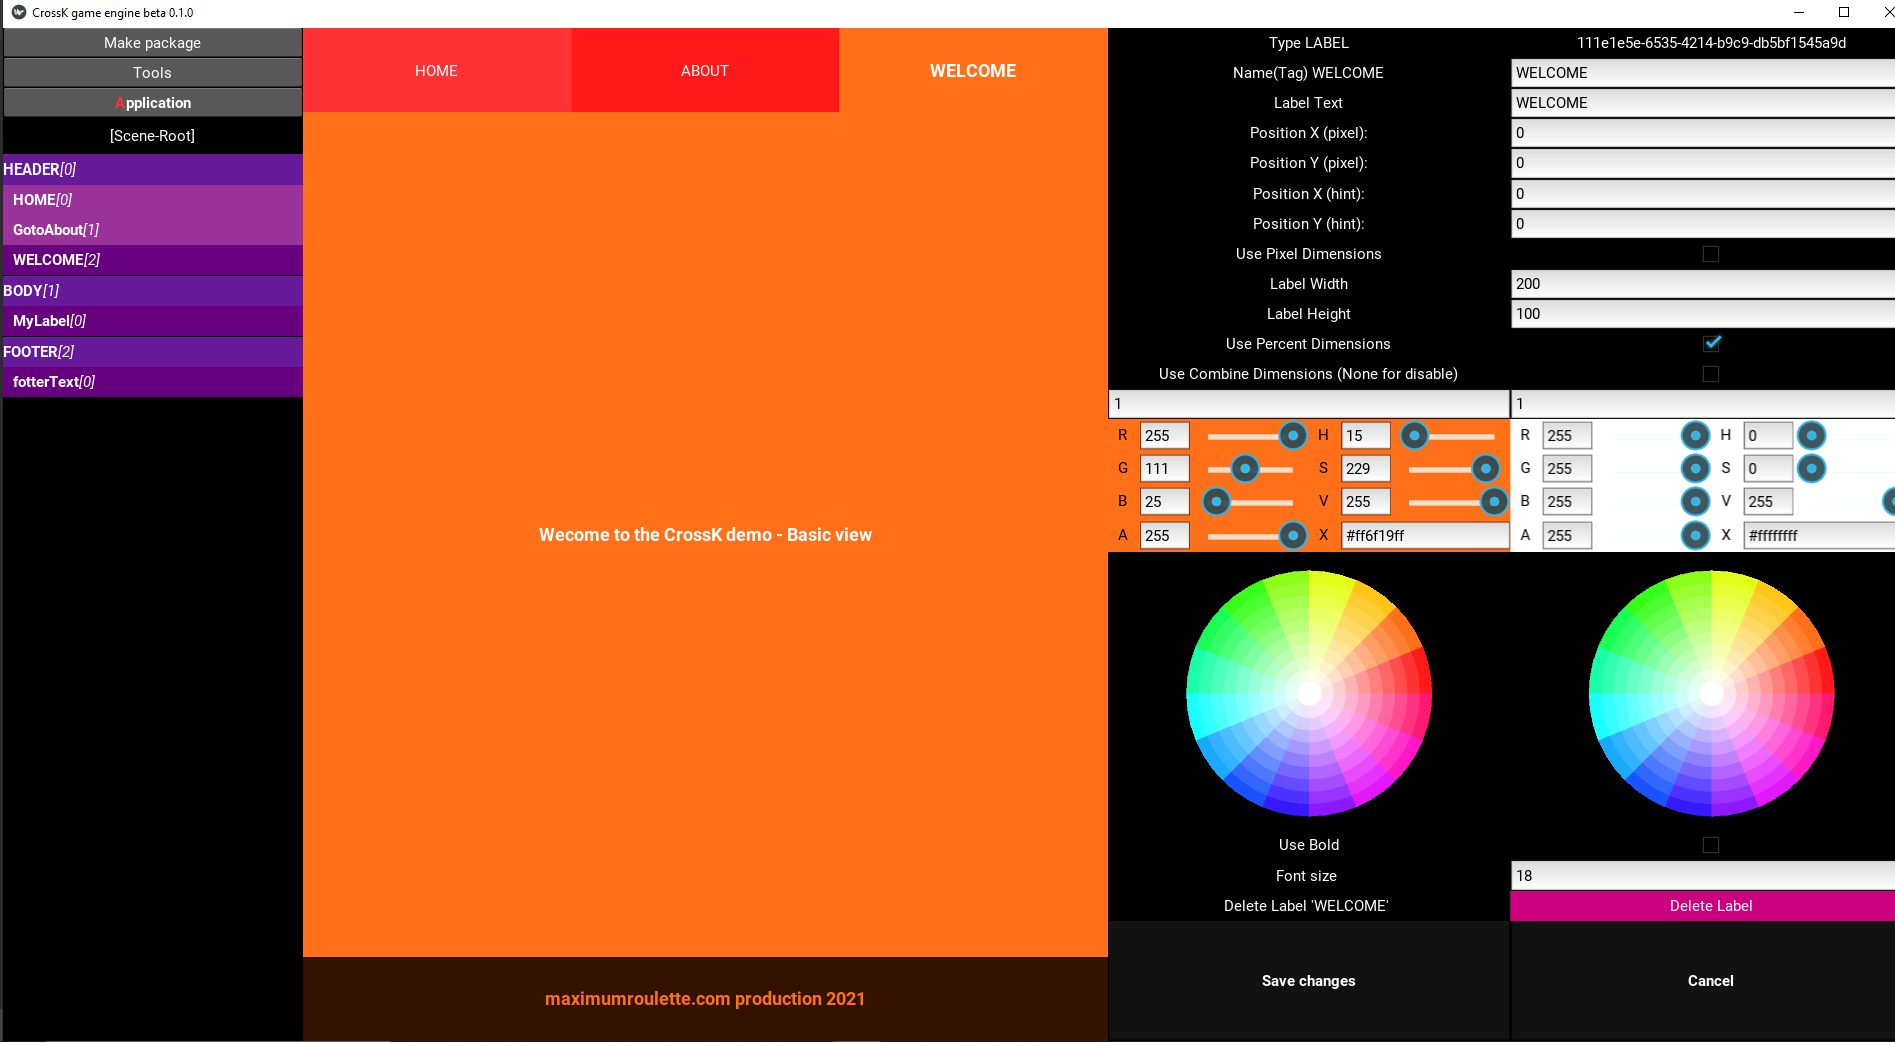 CrossK game engine beta 0.1.0
Make package
Tools
Application
[Scene-Root]
HEADER[0]
HOME[0]
GotoAbout[1]
WELCOME[2]
BODY[1]
MyLabel[0]
FOOTER[2]
fotterText[0]
HOME ABOUT WELCOME
Wecome to the CrossK demo - Basic view
maximumroulette.com production 2021
Type LABEL 111e1e5e-6535-4214-b9c9-db5bf1545a9d
Name(Tag) WELCOME WELCOME
Label Text WELCOME
Position X (pixel): 0
Position Y (pixel): 0
Position X (hint): 0
Position Y (hint): 0
Use Pixel Dimensions
Label Width 200
Label Height 100
Use Percent Dimensions
Use Combine Dimensions (None for disable)
1 1
R 255 H 15 R 255 H 0
G 111 S 229 G 255 S 0
B 25 V 255 B 255 V 255
A 255 X #ff6f19ff A 255 X #ffffffff
Use Bold
Font size 18
Delete Label 'WELCOME' Delete Label
Save changes Cancel